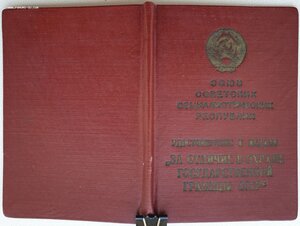 СОЮЗ
СОВЕТСКИХ
СОЦИАЛИСТИЧЕСКИХ
РЕСПУБЛИК
УДОСТОВЕРЕНИЕ К МЕДАЛИ
„ЗА ОТЛИЧИЕ В ОХРАНЕ
ГОСУДАРСТВЕННОЙ
ГРАНИЦЫ СССР"